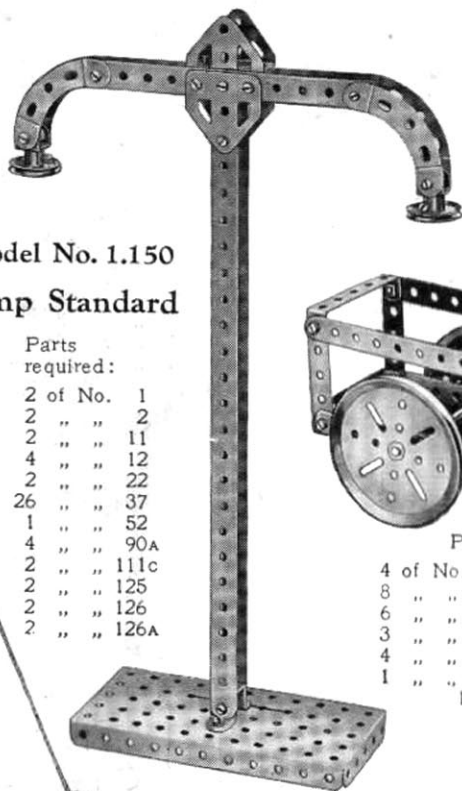 odel No. 1.150
mp Standard
Parts
required:
2 of No. 1
2 „ „ 2
2 „ „ 11
4 „ „ 12
2 „ „ 22
26 „ „ 37
1 „ „ 52
4 „ „ 90A
2 „ „ 111c
2 „ „ 125
2 „ „ 126
2 „ „ 126A
P
4 of No
8 „ „
6 „ „
3 „ „
4 „ „
1 „ „